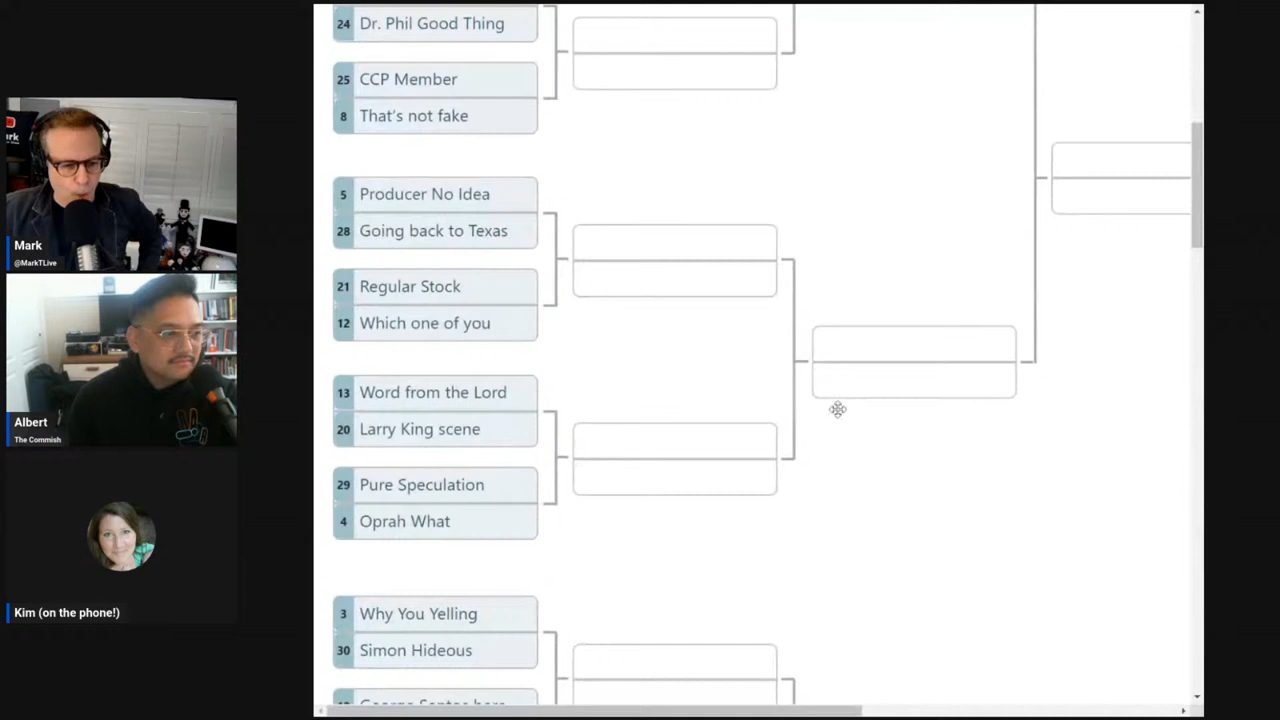 24 Dr. Phil Good Thing
25 CCP Member
8 That's not fake
5 Producer No Idea
28 Going back to Texas
21 Regular Stock
12 Which one of you
13 Word from the Lord
20 Larry King scene
29 Pure Speculation
4 Oprah What
3 Why You Yelling
30 Simon Hideous
Mark
@MarkTLive
Albert
The Commish
Kim (on the phone!)